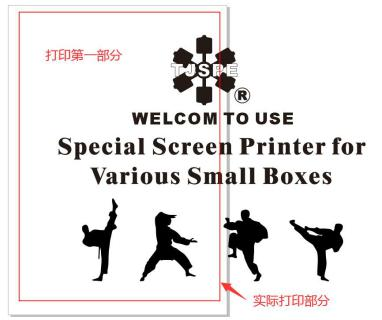 打印第一部分
TJSPE
®
WELCOM TO USE
Special Screen Printer for
Various Small Boxes
实际打印部分